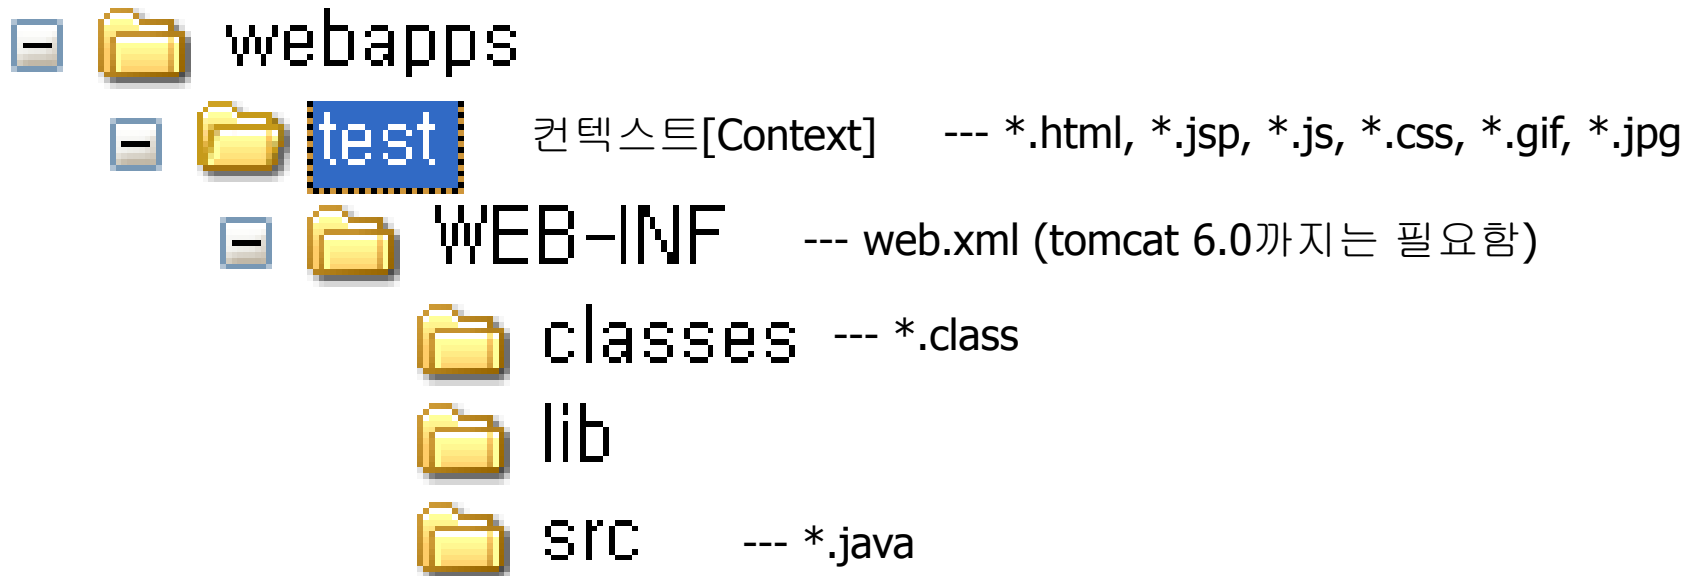 webapps
test 컨텍스트[Context] --- *.html, *.jsp, *.js, *.css, *.gif, *.jpg
WEB-INF --- web.xml (tomcat 6.0까지는 필요함)
classes --- *.class
lib
src --- *.java